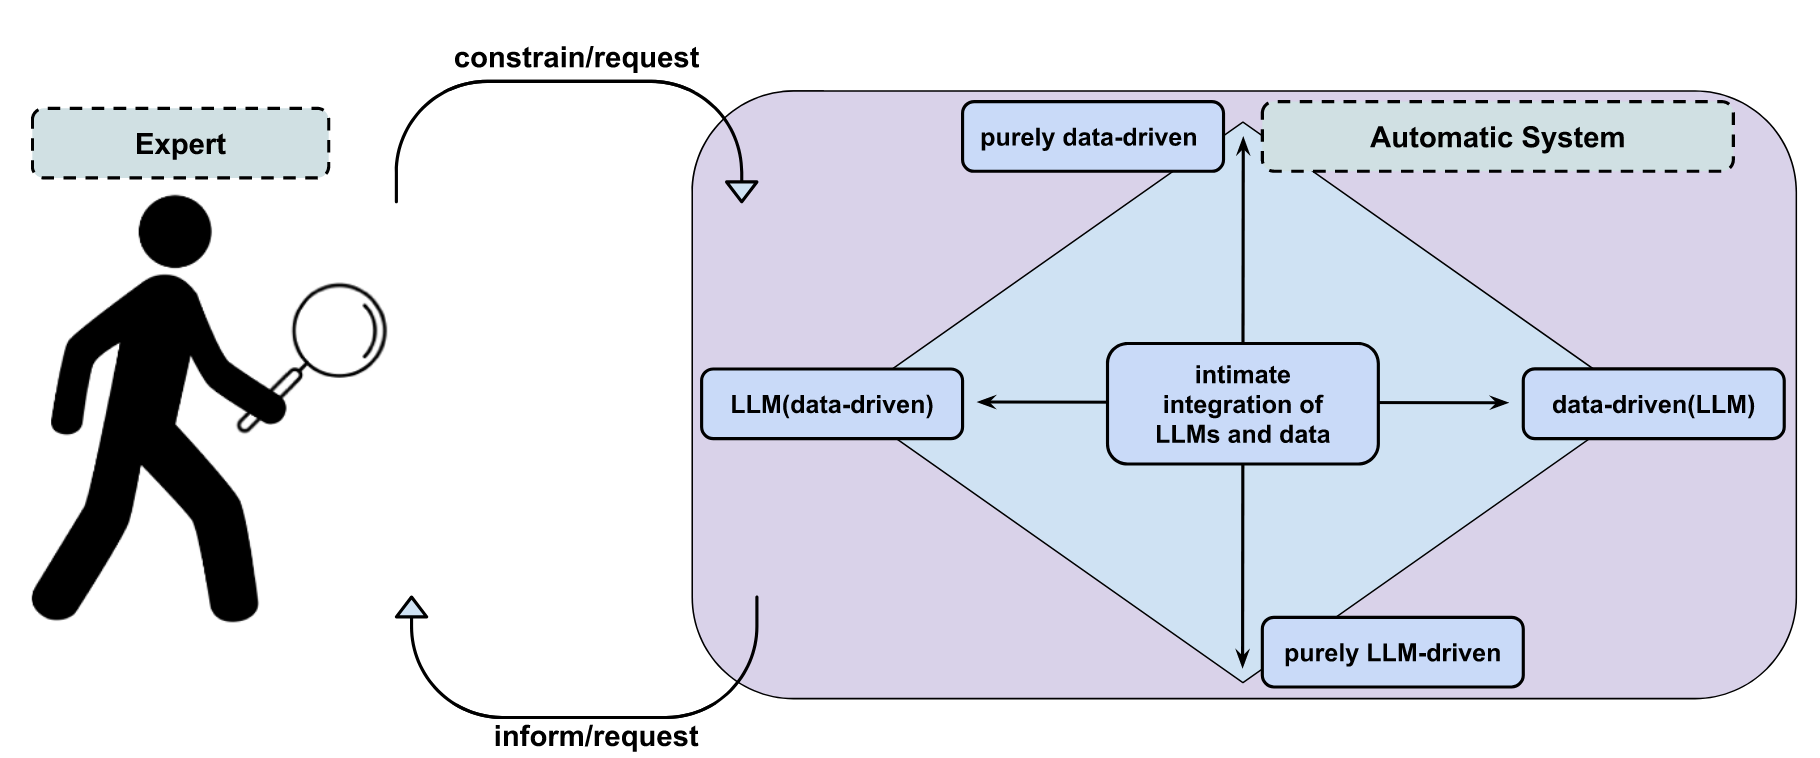 constrain/request
Expert
purely data-driven
Automatic System
LLM(data-driven)
intimate
integration of
LLMs and data
data-driven(LLM)
purely LLM-driven
inform/request